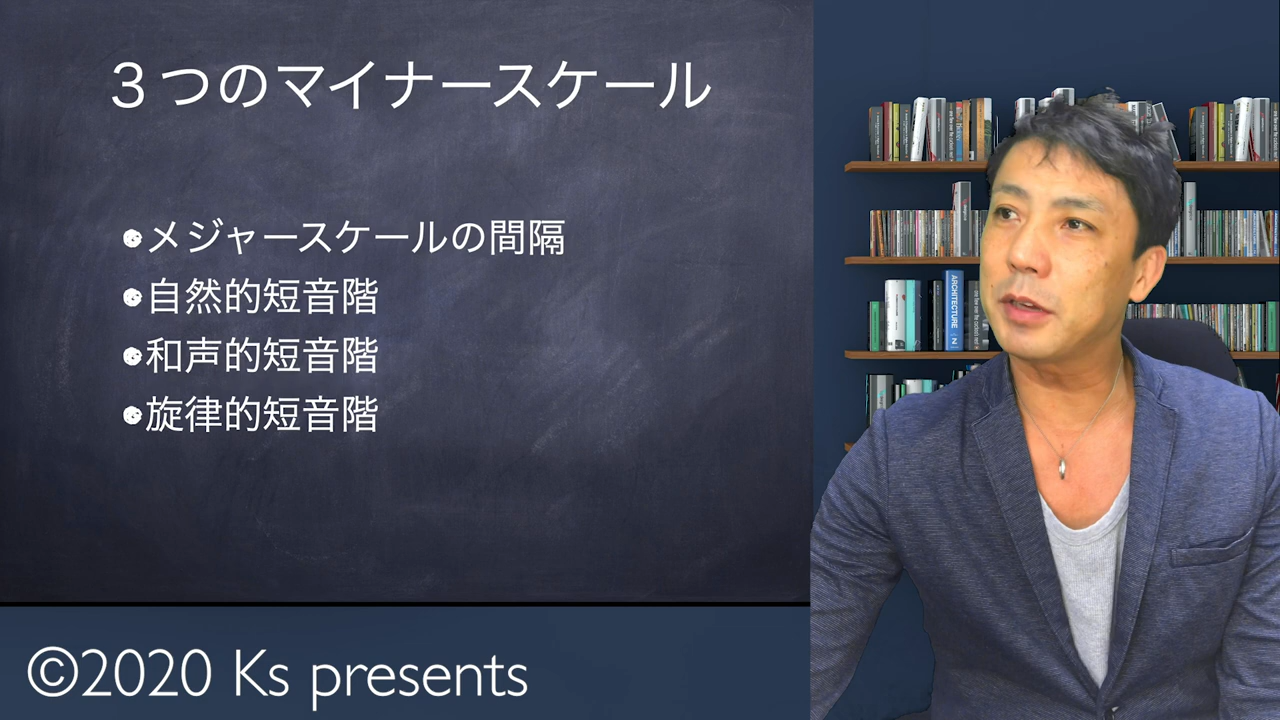 ３つのマイナースケール
メジャースケールの間隔
自然的短音階
和声的短音階
旋律的短音階
©2020 Ks presents
ARCHITECTURE